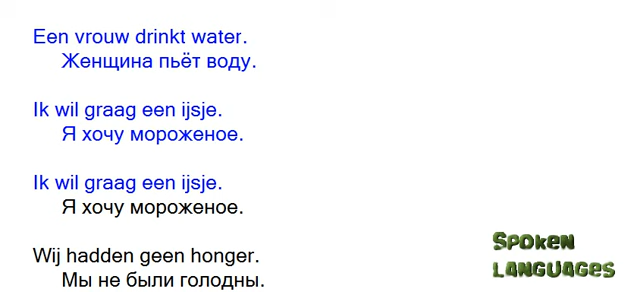 Een vrouw drinkt water.
Женщина пьёт воду.
Ik wil graag een ijsje.
Я хочу мороженое.
Ik wil graag een ijsje.
Я хочу мороженое.
Wij hadden geen honger.
Мы не были голодны.
SPOKEN
LANGUAGES